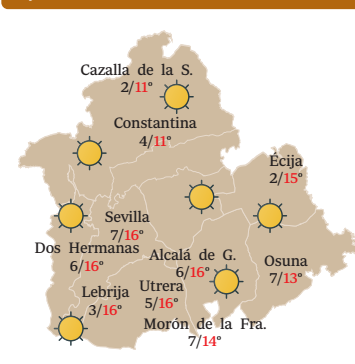 Cazalla de la S.
2/11°
Constantina
4/11°
Écija
2/15°
Sevilla
7/16°
Dos Hermanas
6/16°
Alcalá de G.
6/16°
Osuna
7/13°
Lebrija
3/16°
Utrera
5/16°
Morón de la Fra.
7/14°